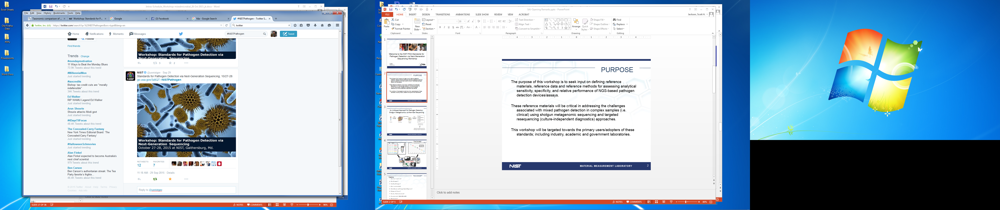 Excel-Sheets
Old Firefox
Data
PDFs
Powerpoints
Word-Docs
Intros-Schedule_Workshop-mixedmicrobial_26 Oct 2015_jk.docx - Word
File Edit View History Bookmarks Tools Help
Taxonomic comparison of ...
Workshop: Standards for P...
Google
(3) Facebook
fda - Google Search
#NISTPathogen - Twitter S...
Twitter, Inc. (US)
https://twitter.com/search?q=%23NISTPathogen&src=typd&lang=en
twitter
Home
Notifications
Moments
Messages
#NISTPathogen
Tweet
Follow
Find friends
Trends · Change
#mondaymotivation
11 Ways to Beat the Monday Blues
73.9K Tweets about this trend
#MillennialMon
Just started trending
#taxcredits
Bishop: tax credit cuts are "morally
indefensible"
34K Tweets about this trend
Ed Walker
RIP WAMU Legend Ed Walker
Just started trending
Arun Shourie
Shourie attacks Modi govt
Just started trending
#4DaysTilFocus
48.4K Tweets about this trend
The Concealed-Carry Fantasy
New York Times Editorial Board: 'The
Concealed-Carry Fantasy'
Just started trending
#HalloweenSchmovies
Just started trending
Alan Finkel
Alan Finkel expected to become Australia's
next chief scientist
979 Tweets about this trend
Ben Carson
Ben Carson's authoritarian streak: The Tea
Party favorite's frighte...
46.4K Tweets about this trend
© 2015 Twitter About Help Terms Privacy
Cookies Ads info
Workshop: Standards for Pathogen Detection via
Next-Generation Sequencing
3
2
NIST @usnistgov · Sep 29
Standards for Pathogen Detection via Next-Generation Sequencing, 10/27-28
go.usa.gov/3z8QT #NISTPathogen
NIST
Workshop: Standards for Pathogen Detection via
Next-Generation Sequencing
October 27-28, 2015 at NIST, Gaithersburg, Md.
RETWEETS
12
FAVORITES
7
11:18 AM - 29 Sep 2015 · Details
Reply to @usnistgov
Click to add notes
19
SLIDE 17 OF 36
NOTES
COMMENTS
96%
SAJ-Opening Remarks.pptx - PowerPoint
FILE HOME INSERT DESIGN TRANSITIONS ANIMATIONS SLIDE SHOW REVIEW VIEW ACROBAT
Jackson, Scott A.
Paste
Cut
Copy
Format Painter
Clipboard
New
Slide
Layout
Reset
Section
Slides
Font
Text Direction
Align Text
Convert to SmartArt
Paragraph
Arrange
Quick
Styles
Shape Fill
Shape Outline
Shape Effects
Drawing
Find
Replace
Select
Editing
1
Welcome to the NIST-FDA Standards for
Pathogen Detection via Next-Generation
Sequencing Workshop
2
PURPOSE
3
An Unbiased Approach for Pathogen Detection:
Shotgun Metagenomics via Next-Gen Sequencing
4
The Concept
5
THE CONCEPT
PURPOSE
The purpose of this workshop is to seek input on defining reference
materials, reference data and reference methods for assessing analytical
sensitivity, specificity, and relative performance of NGS-based pathogen
detection devices/assays.
These reference materials will be critical in addressing the challenges
associated with mixed pathogen detection in complex samples (i.e.
clinical) using shotgun metagenomic sequencing and targeted
resequencing (culture-independent diagnostics) approaches.
This workshop will be targeted towards the primary users/adopters of these
standards; including industry, academic and government laboratories.
NIST
MATERIAL MEASUREMENT LABORATORY
2
Click to add notes
SLIDE 2 OF 5
NOTES
COMMENTS
80%